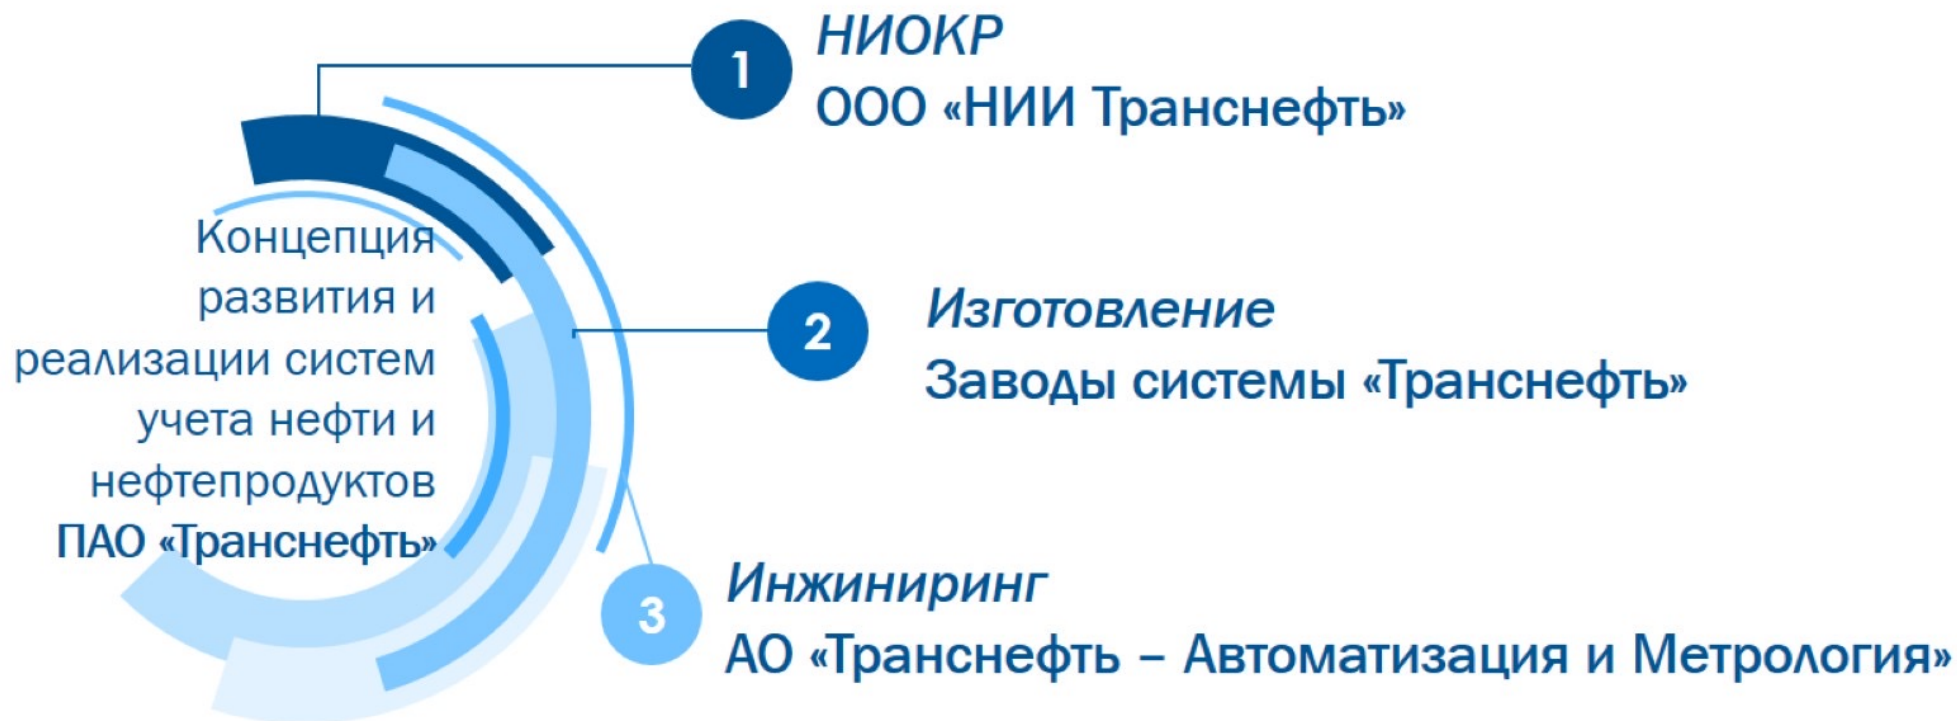 1
НИОКР
ООО «НИИ Транснефть»
Концепция
развития и
реализации систем
учета нефти и
нефтепродуктов
ПАО «Транснефть»
2
Изготовление
Заводы системы «Транснефть»
3
Инжиниринг
АО «Транснефть – Автоматизация и Метрология»